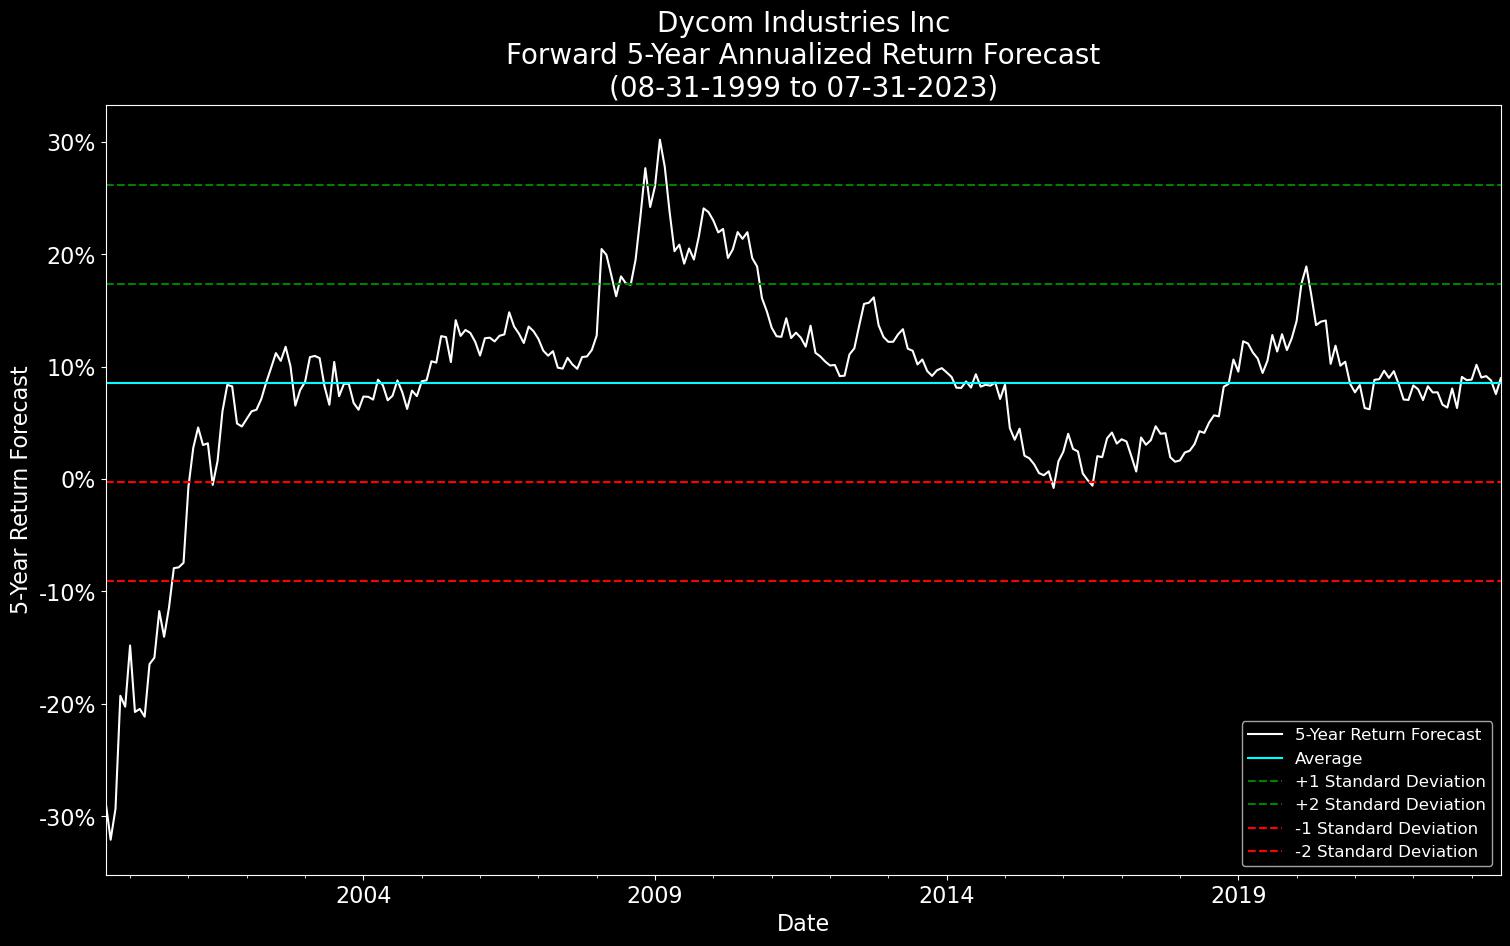 Dycom Industries Inc
Forward 5-Year Annualized Return Forecast
(08-31-1999 to 07-31-2023)
5-Year Return Forecast
30%
20%
10%
0%
-10%
-20%
-30%
2004
2009
2014
2019
Date
5-Year Return Forecast
Average
+1 Standard Deviation
+2 Standard Deviation
-1 Standard Deviation
-2 Standard Deviation